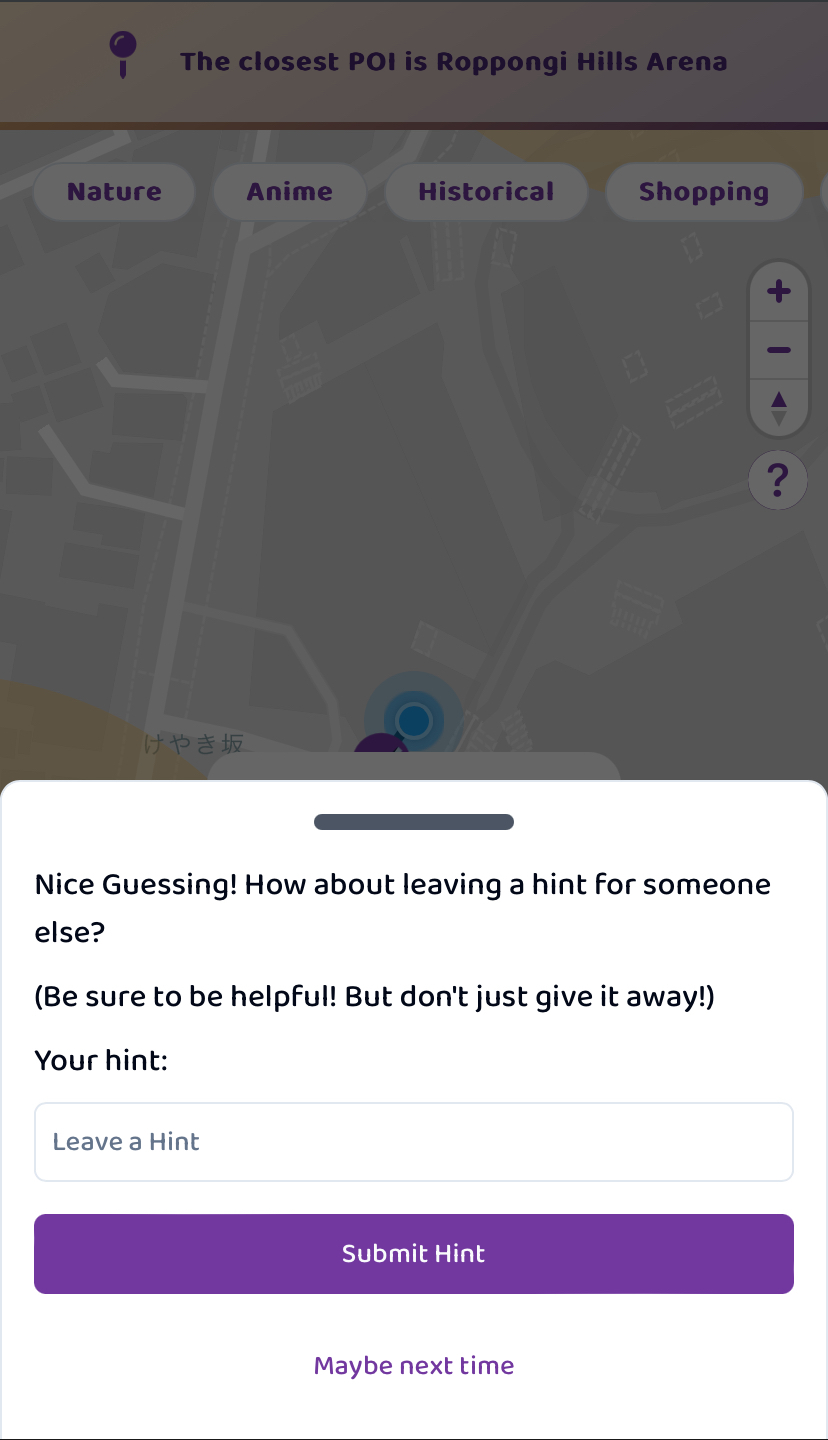 The closest POI is Roppongi Hills Arena
Nature
Anime
Historical
Shopping
+
−
?
けやき坂
Nice Guessing! How about leaving a hint for someone
else?
(Be sure to be helpful! But don't just give it away!)
Your hint:
Leave a Hint
Submit Hint
Maybe next time